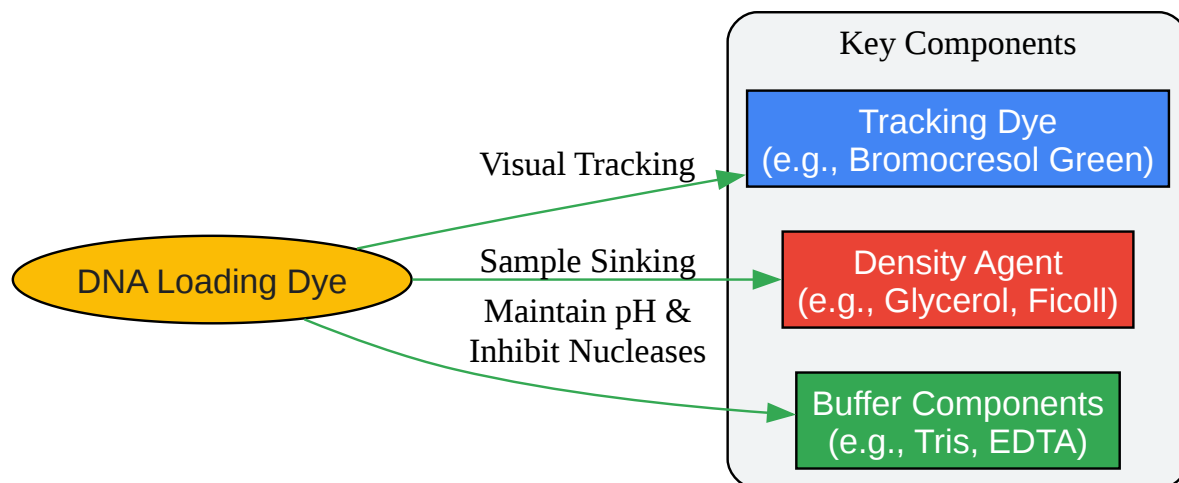 Key Components
Tracking Dye
(e.g., Bromocresol Green)
Visual Tracking
DNA Loading Dye
Sample Sinking
Density Agent
(e.g., Glycerol, Ficoll)
Maintain pH &
Inhibit Nucleases
Buffer Components
(e.g., Tris, EDTA)